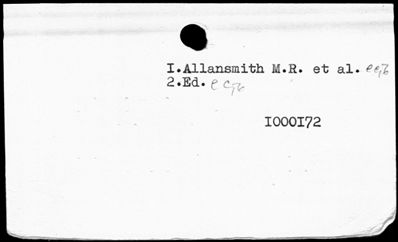 I.Allansmith M.R. et al.
2.Ed.
I000I72